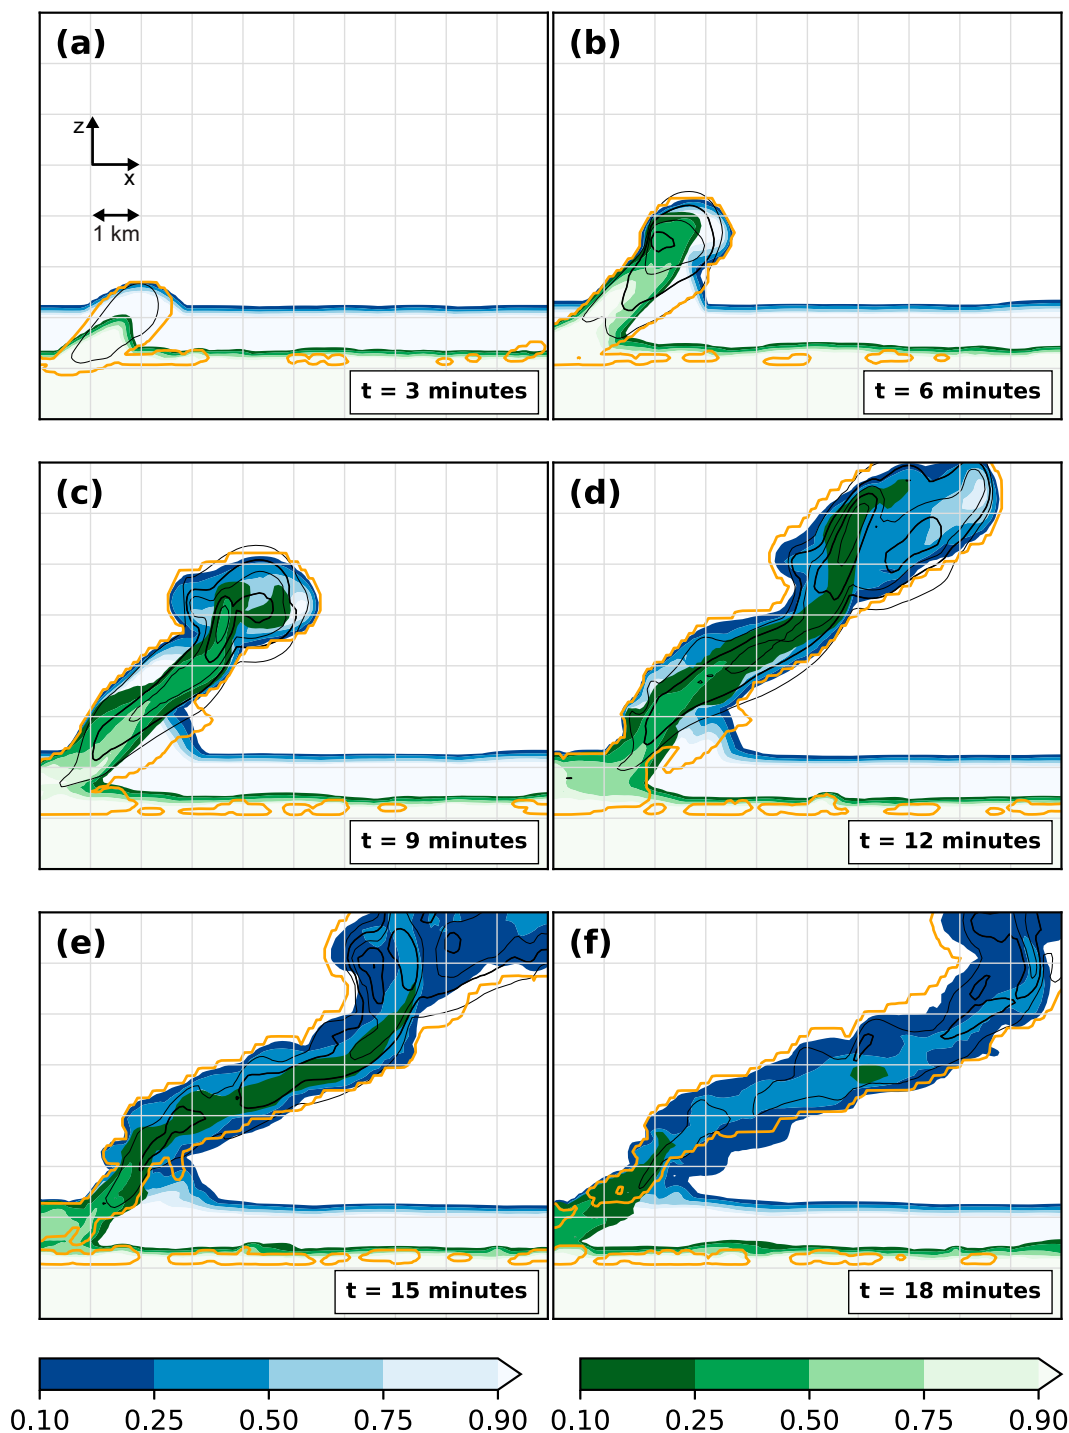 (a)
z
x
1 km
t = 3 minutes
(b)
t = 6 minutes
(c)
t = 9 minutes
(d)
t = 12 minutes
(e)
t = 15 minutes
(f)
t = 18 minutes
0.10 0.25 0.50 0.75 0.90
0.10 0.25 0.50 0.75 0.90